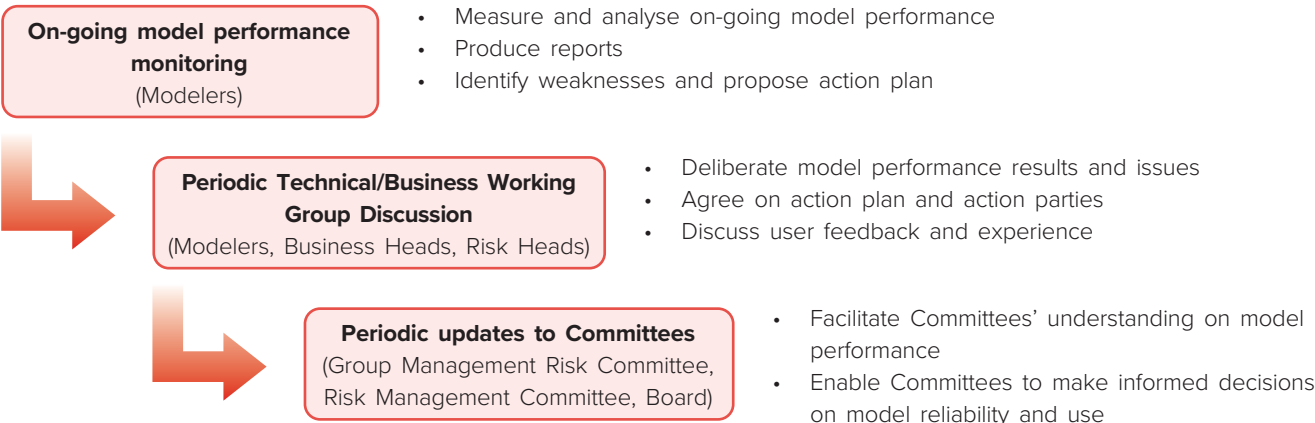 On-going model performance
monitoring
(Modelers)
• Measure and analyse on-going model performance
• Produce reports
• Identify weaknesses and propose action plan
Periodic Technical/Business Working
Group Discussion
(Modelers, Business Heads, Risk Heads)
• Deliberate model performance results and issues
• Agree on action plan and action parties
• Discuss user feedback and experience
Periodic updates to Committees
(Group Management Risk Committee,
Risk Management Committee, Board)
• Facilitate Committees’ understanding on model
performance
• Enable Committees to make informed decisions
on model reliability and use